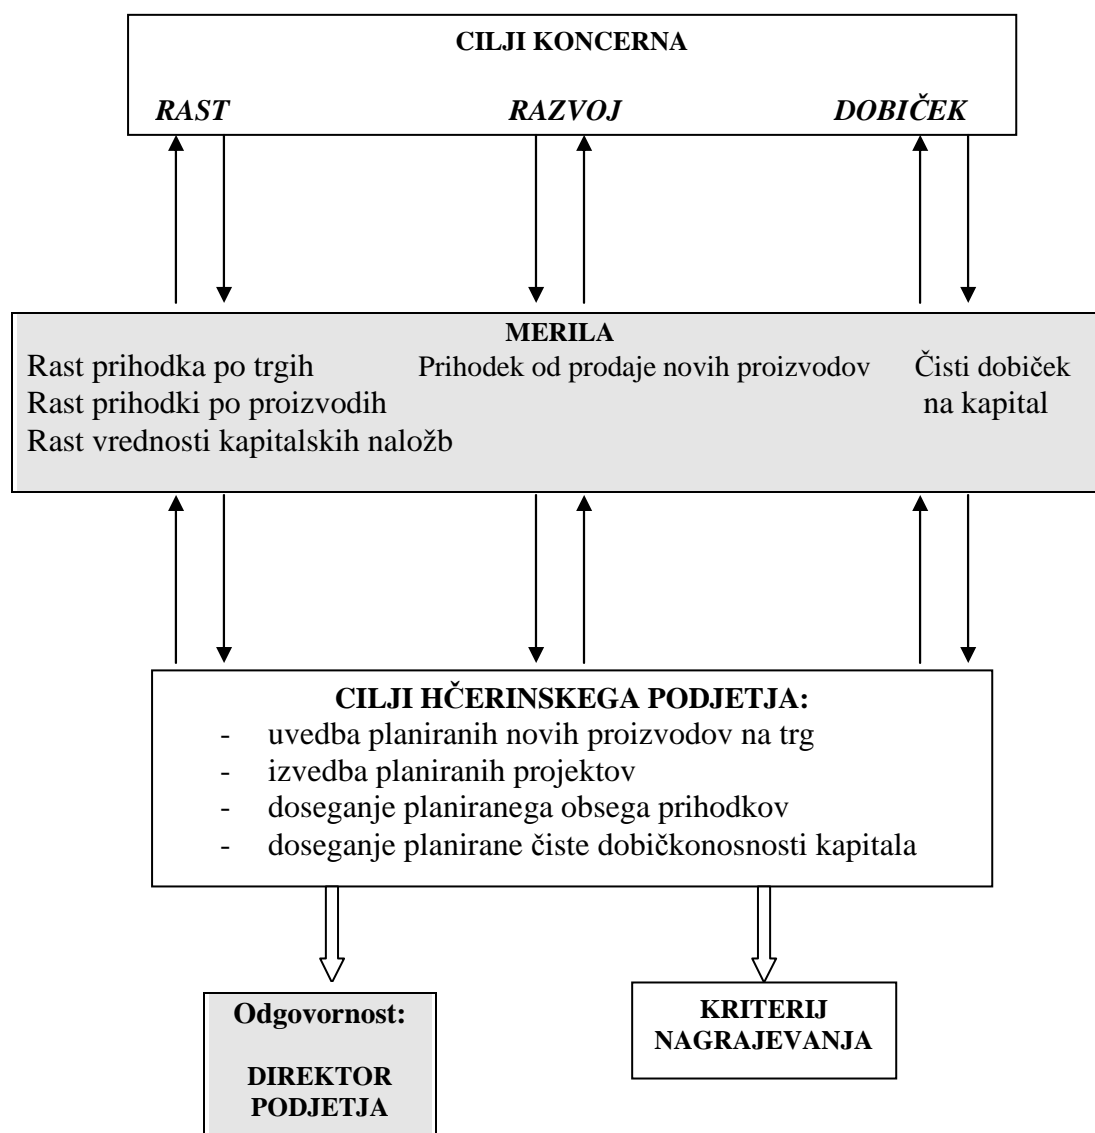 CILJI KONCERNA
RAST RAZVOJ DOBIČEK
MERILA
Rast prihodka po trgih Prihodek od prodaje novih proizvodov Čisti dobiček
Rast prihodki po proizvodih na kapital
Rast vrednosti kapitalskih naložb
CILJI HČERINSKEGA PODJETJA:
- uvedba planiranih novih proizvodov na trg
- izvedba planiranih projektov
- doseganje planiranega obsega prihodkov
- doseganje planirane čiste dobičkonosnosti kapitala
Odgovornost:
DIREKTOR
PODJETJA
KRITERIJ
NAGRAJEVANJA